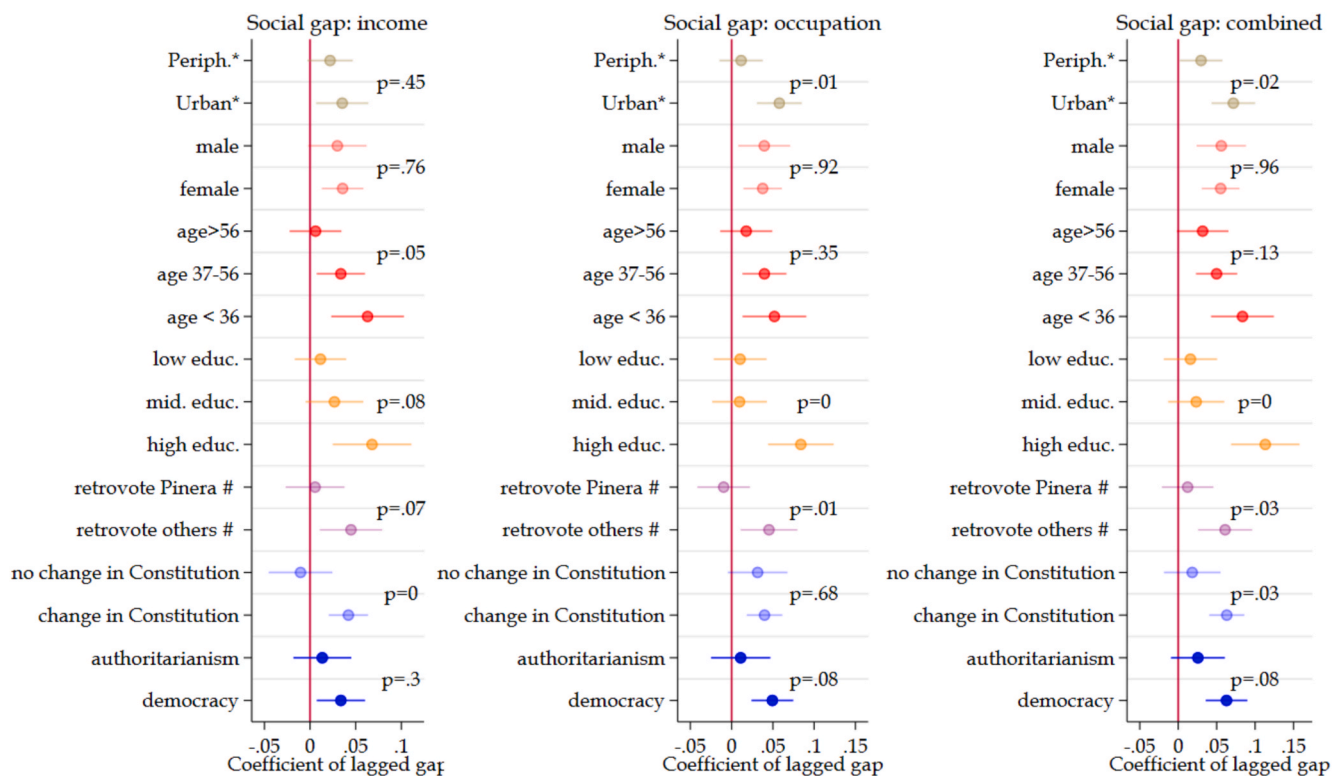 Social gap: income
Periph.*
p=.45
Urban*
male
p=.76
female
age>56
p=.05
age 37-56
age < 36
low educ.
mid. educ.
p=.08
high educ.
retrovote Pinera #
p=.07
retrovote others #
no change in Constitution
p=0
change in Constitution
authoritarianism
p=.3
democracy
-.05 0 .05 .1
Coefficient of lagged gap
Social gap: occupation
Periph.*
p=.01
Urban*
male
p=.92
female
age>56
p=.35
age 37-56
age < 36
low educ.
mid. educ.
p=0
high educ.
retrovote Pinera #
p=.01
retrovote others #
no change in Constitution
p=.68
change in Constitution
authoritarianism
p=.08
democracy
-.05 0 .05 .1 .15
Coefficient of lagged gap
Social gap: combined
Periph.*
p=.02
Urban*
male
p=.96
female
age>56
p=.13
age 37-56
age < 36
low educ.
mid. educ.
p=0
high educ.
retrovote Pinera #
p=.03
retrovote others #
no change in Constitution
p=.03
change in Constitution
authoritarianism
p=.08
democracy
-.05 0 .05 .1 .15
Coefficient of lagged gap